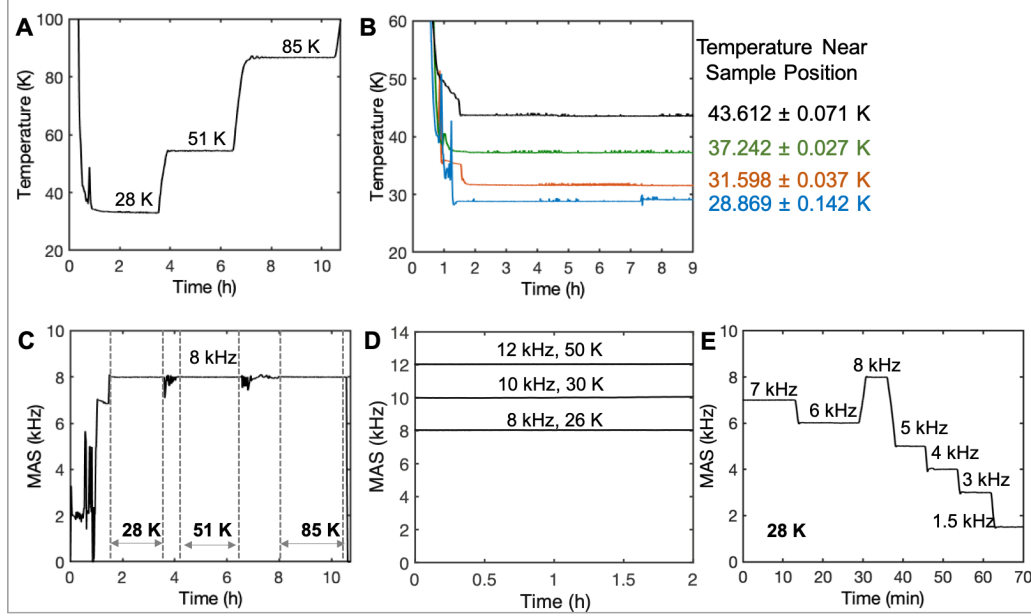 A
100
80
60
40
20
Temperature (K)
85 K
51 K
28 K
0 2 4 6 8 10
Time (h)
B
60
50
40
30
20
Temperature (K)
0 1 2 3 4 5 6 7 8 9
Time (h)
Temperature Near
Sample Position
43.612 ± 0.071 K
37.242 ± 0.027 K
31.598 ± 0.037 K
28.869 ± 0.142 K
C
10
8
6
4
2
0
MAS (kHz)
8 kHz
28 K 51 K 85 K
0 2 4 6 8 10
Time (h)
D
14
12
10
8
6
4
2
0
MAS (kHz)
12 kHz, 50 K
10 kHz, 30 K
8 kHz, 26 K
0 0.5 1 1.5 2
Time (h)
E
10
8
6
4
2
0
MAS (kHz)
8 kHz
7 kHz
6 kHz
5 kHz
4 kHz
3 kHz
1.5 kHz
28 K
0 10 20 30 40 50 60 70
Time (min)